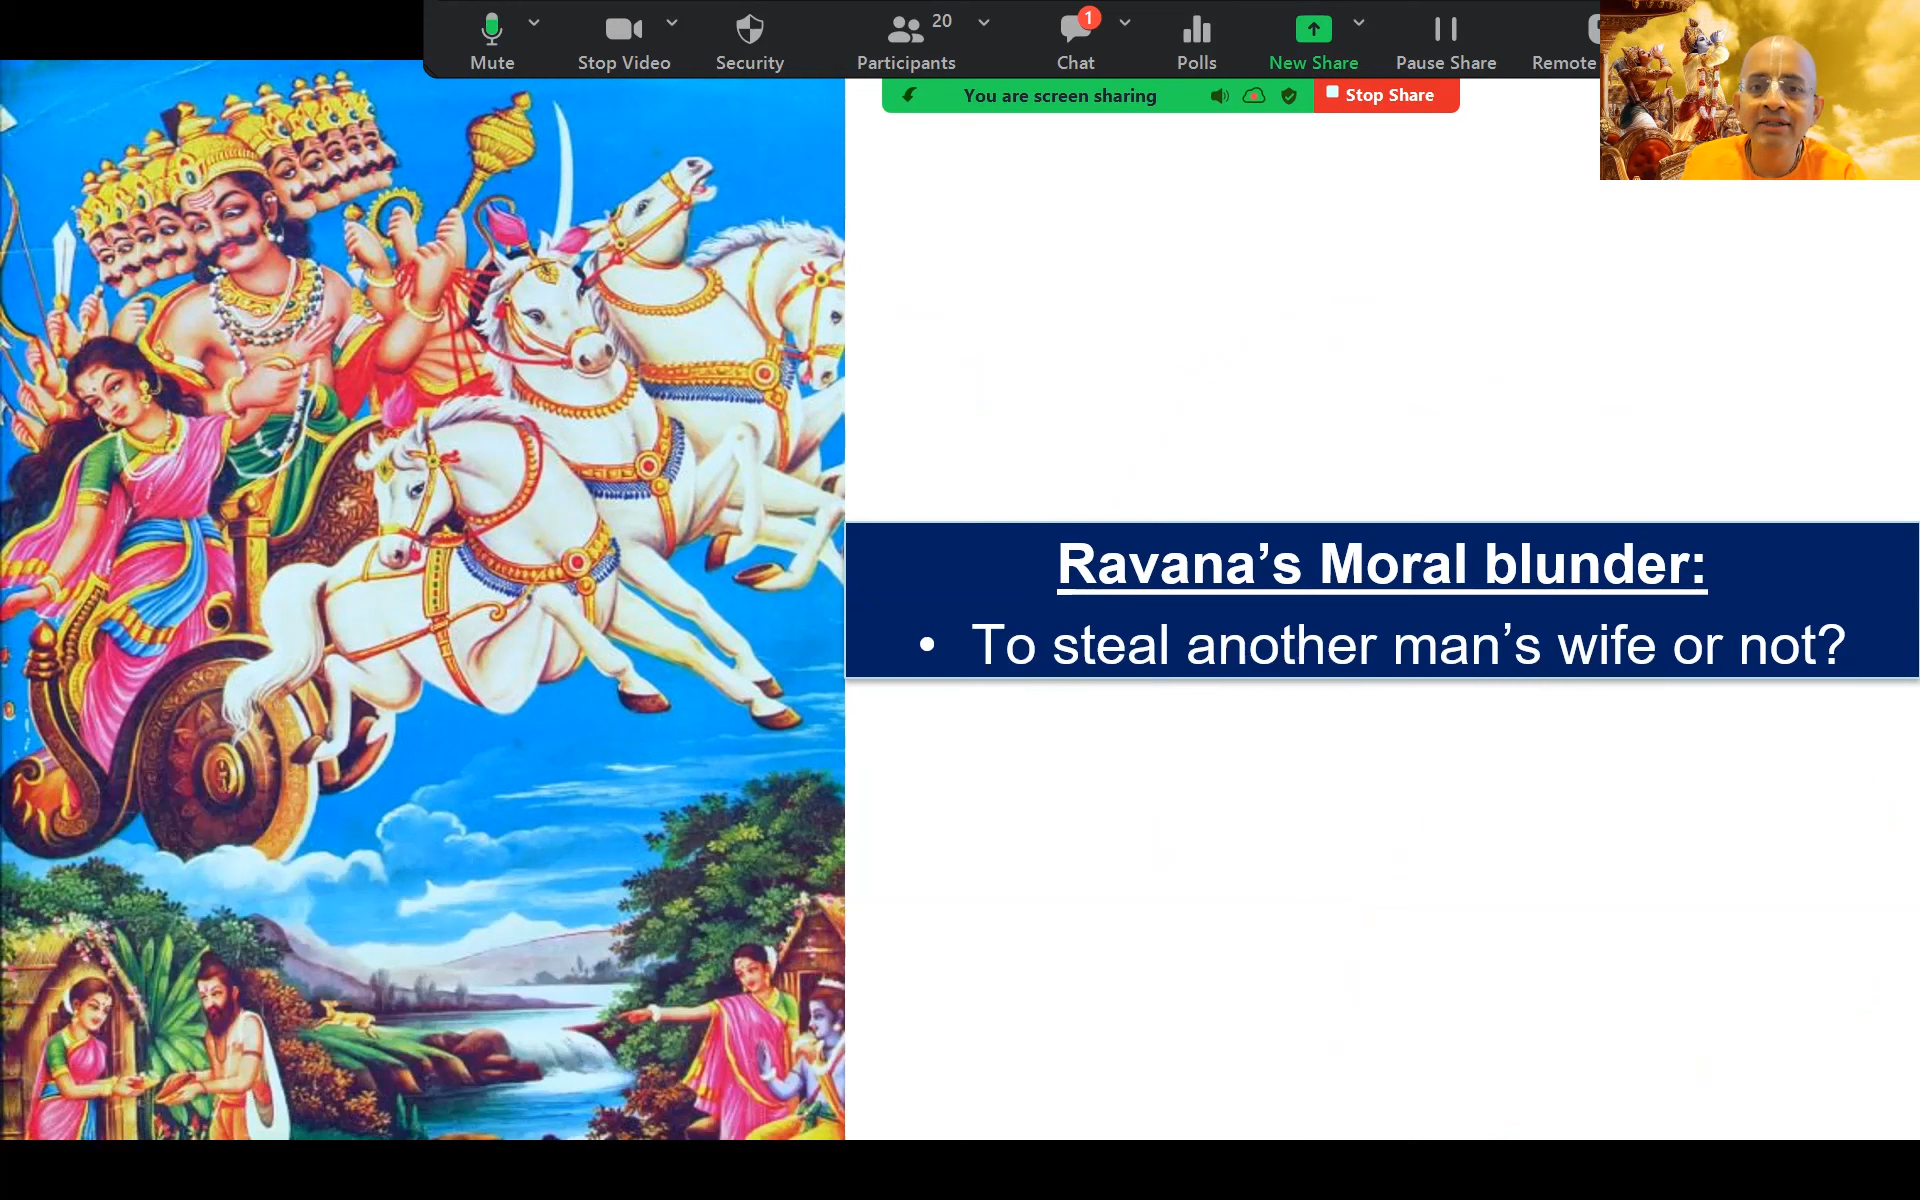 Mute
Stop Video
Security
20
Participants
1
Chat
Polls
New Share
Pause Share
Remote
You are screen sharing
Stop Share
Ravana’s Moral blunder:
• To steal another man’s wife or not?